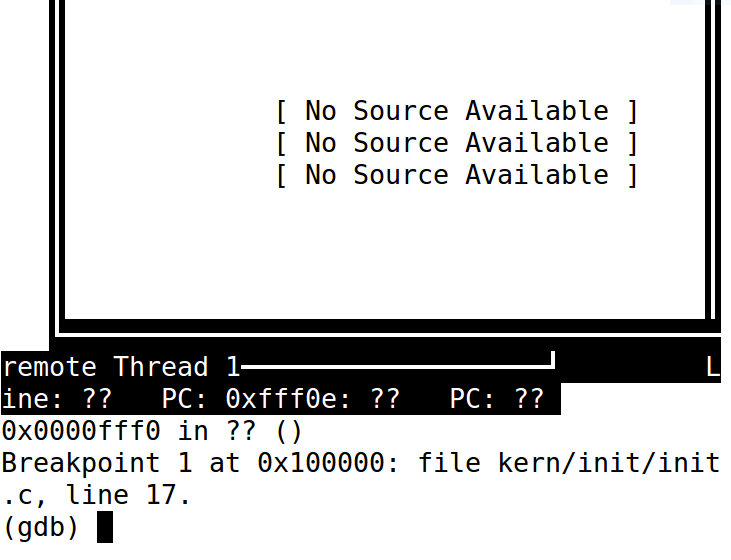 [ No Source Available ]
[ No Source Available ]
[ No Source Available ]
remote Thread 1 L
ine: ?? PC: 0xfff0e: ?? PC: ??
0x0000fff0 in ?? ()
Breakpoint 1 at 0x100000: file kern/init/init
.c, line 17.
(gdb)